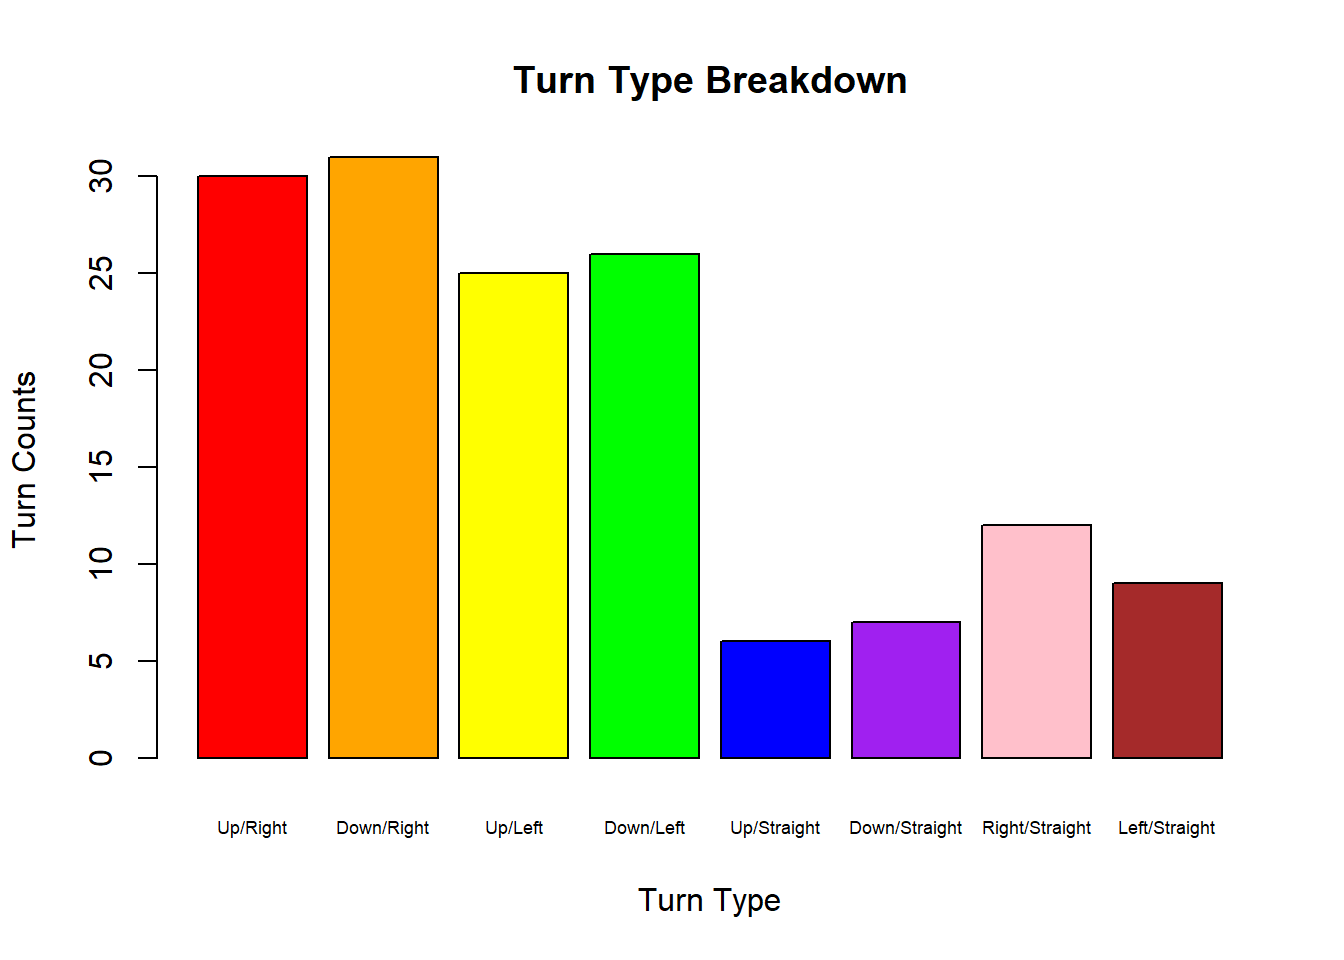 Turn Type Breakdown
Turn Counts
30
25
20
15
10
5
0
Up/Right Down/Right Up/Left Down/Left Up/Straight Down/Straight Right/Straight Left/Straight
Turn Type